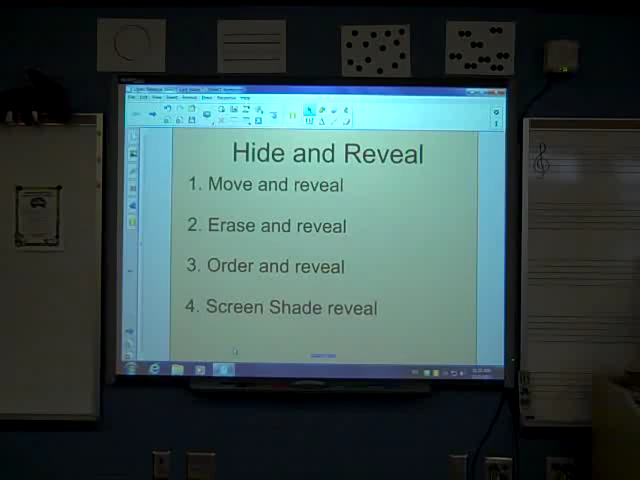 Hide and Reveal
1. Move and reveal
2. Erase and reveal
3. Order and reveal
4. Screen Shade reveal